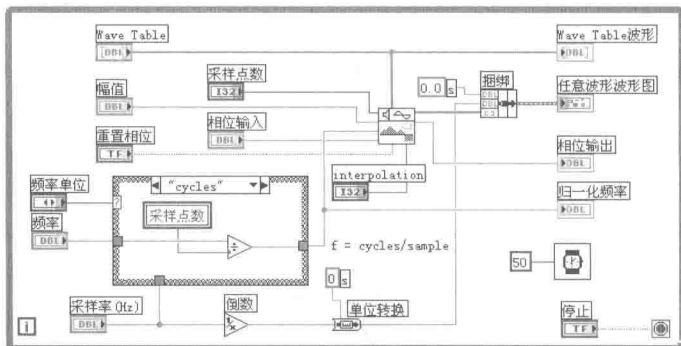 Wave Table
DBL
Wave Table波形
DBL
采样点数
I32
0.0 s
捆绑
DBL
DBL
任意波形波形图
幅值
DBL
相位输入
DBL
重置相位
TF
相位输出
DBL
interpolation
I32
归一化频率
DBL
频率单位
频率
DBL
"cycles"
?
采样点数
÷
f = cycles/sample
50
0 s
采样率(Hz)
DBL
倒数
1/x
单位转换
停止
TF
i